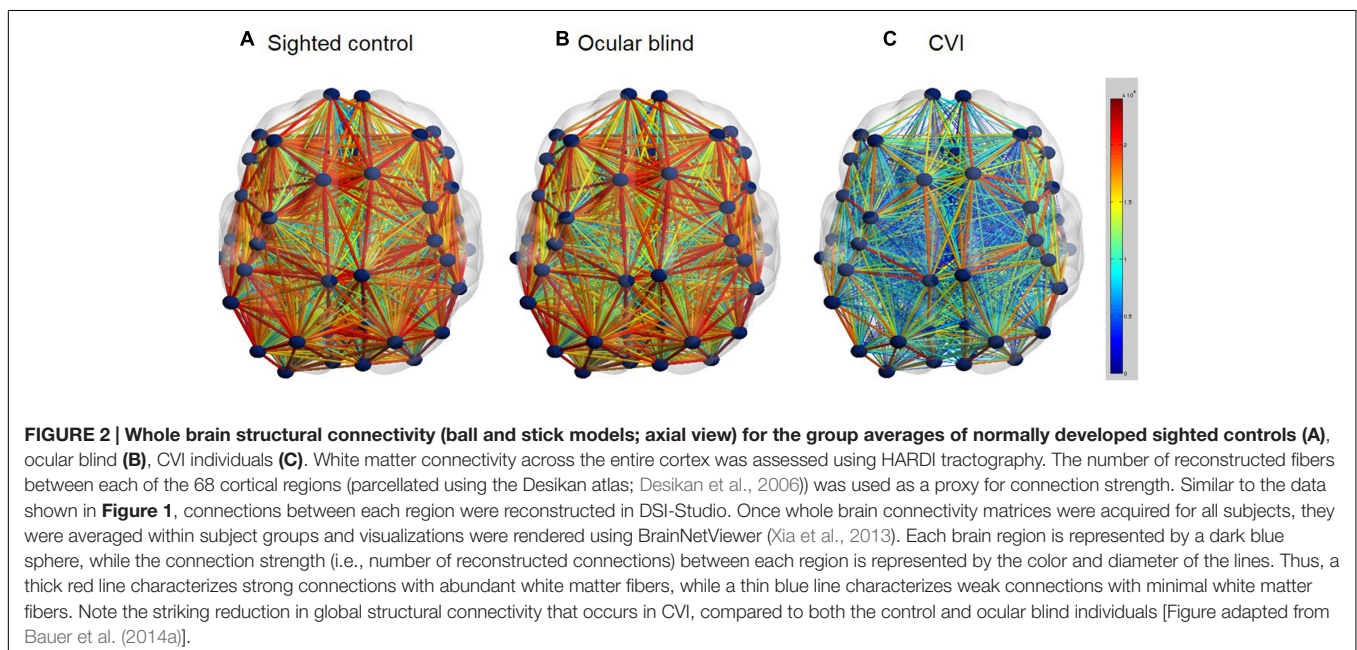 A Sighted control
B Ocular blind
C CVI
x 10⁴
2
1.5
1
0.5
0
FIGURE 2 | Whole brain structural connectivity (ball and stick models; axial view) for the group averages of normally developed sighted controls (A),
ocular blind (B), CVI individuals (C). White matter connectivity across the entire cortex was assessed using HARDI tractography. The number of reconstructed fibers
between each of the 68 cortical regions (parcellated using the Desikan atlas; Desikan et al., 2006)) was used as a proxy for connection strength. Similar to the data
shown in Figure 1, connections between each region were reconstructed in DSI-Studio. Once whole brain connectivity matrices were acquired for all subjects, they
were averaged within subject groups and visualizations were rendered using BrainNetViewer (Xia et al., 2013). Each brain region is represented by a dark blue
sphere, while the connection strength (i.e., number of reconstructed connections) between each region is represented by the color and diameter of the lines. Thus, a
thick red line characterizes strong connections with abundant white matter fibers, while a thin blue line characterizes weak connections with minimal white matter
fibers. Note the striking reduction in global structural connectivity that occurs in CVI, compared to both the control and ocular blind individuals [Figure adapted from
Bauer et al. (2014a)].